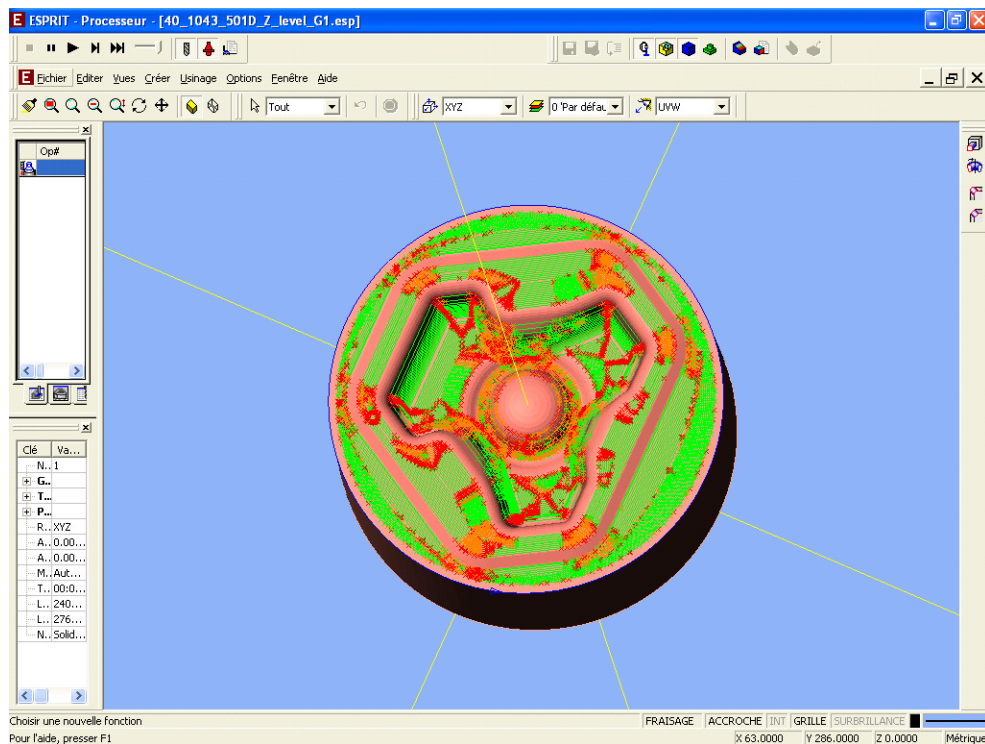 ESPRIT - Processeur - [40_1043_501D_Z_level_G1.esp]
Fichier Editer Vues Créer Usinage Options Fenêtre Aide
Tout XYZ 0 'Par défau UVW
Op#
Clé Va...
N.. 1
G...
T...
P...
R.. XYZ
A.. 0.00...
A.. 0.00...
M.. Aut...
T.. 00:0...
L.. 240...
L.. 276...
N.. Solid...
Choisir une nouvelle fonction FRAISAGE ACCROCHE INT GRILLE SURBRILLANCE
Pour l'aide, presser F1 X 63.0000 Y 286.0000 Z 0.0000 Métrique